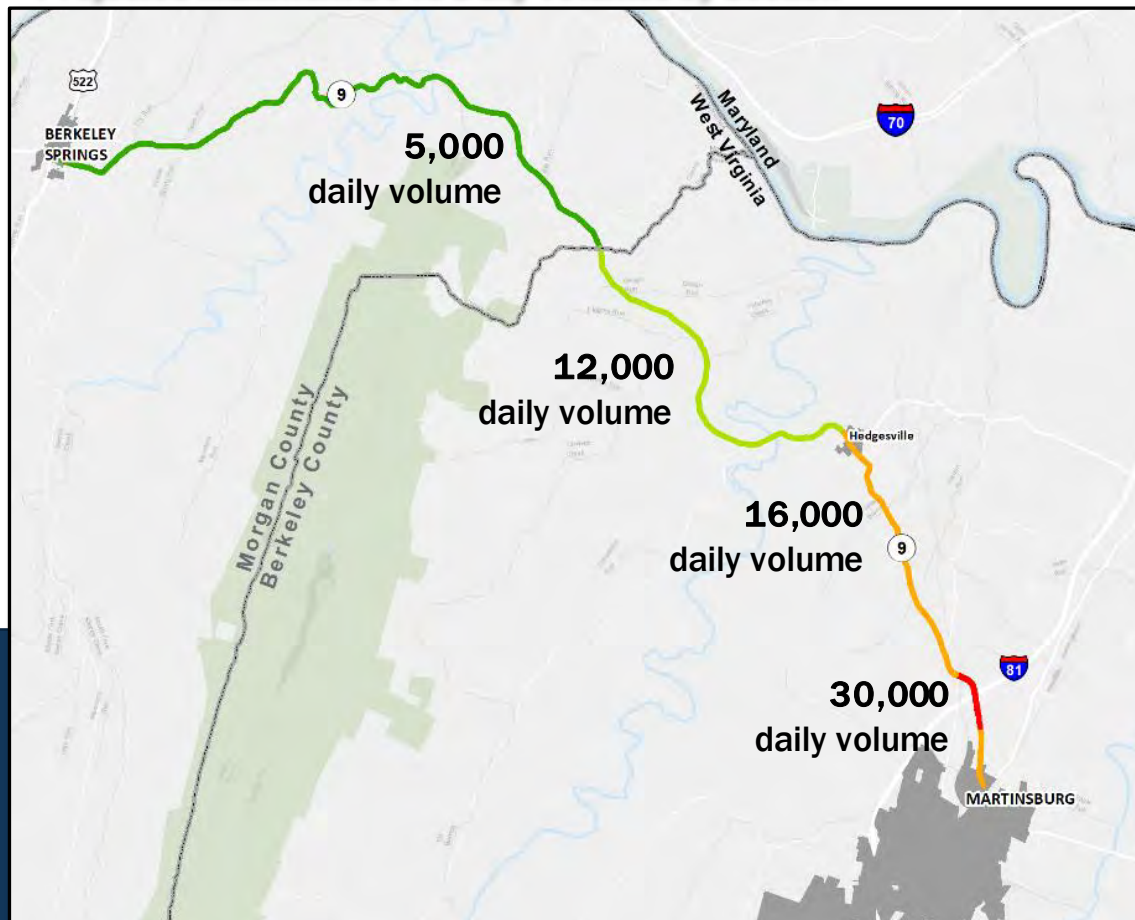 522
BERKELEY
SPRINGS
9
5,000
daily volume
Maryland
West Virginia
70
12,000
daily volume
Morgan County
Berkeley County
Hedgesville
16,000
daily volume
9
81
30,000
daily volume
MARTINSBURG